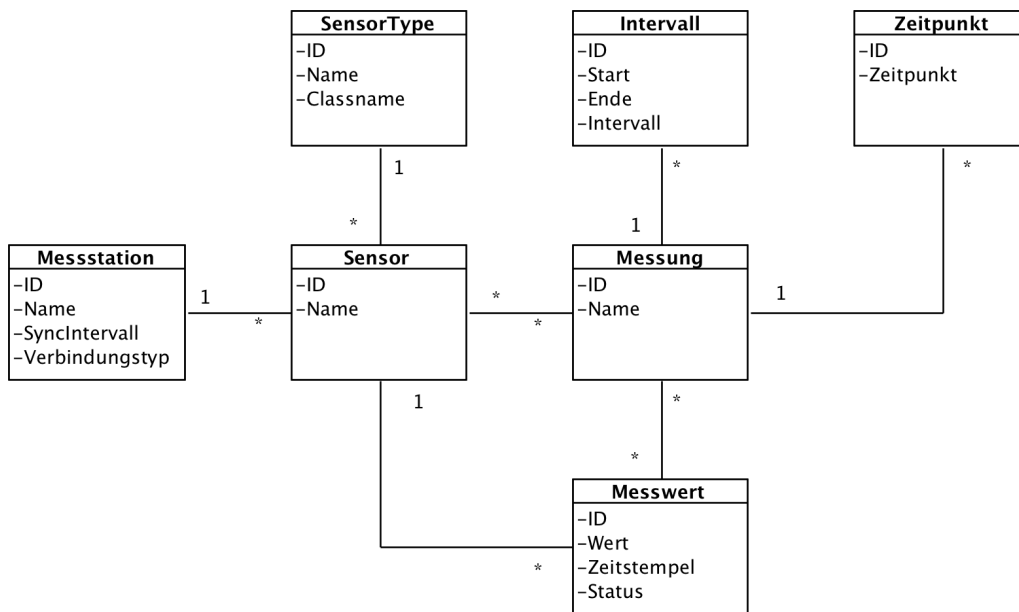 SensorType
-ID
-Name
-Classname
Intervall
-ID
-Start
-Ende
-Intervall
Zeitpunkt
-ID
-Zeitpunkt
1
*
*
1
*
Messstation
-ID
-Name
-SyncIntervall
-Verbindungstyp
1
*
Sensor
-ID
-Name
*
*
Messung
-ID
-Name
1
1
*
*
*
Messwert
-ID
-Wert
-Zeitstempel
-Status